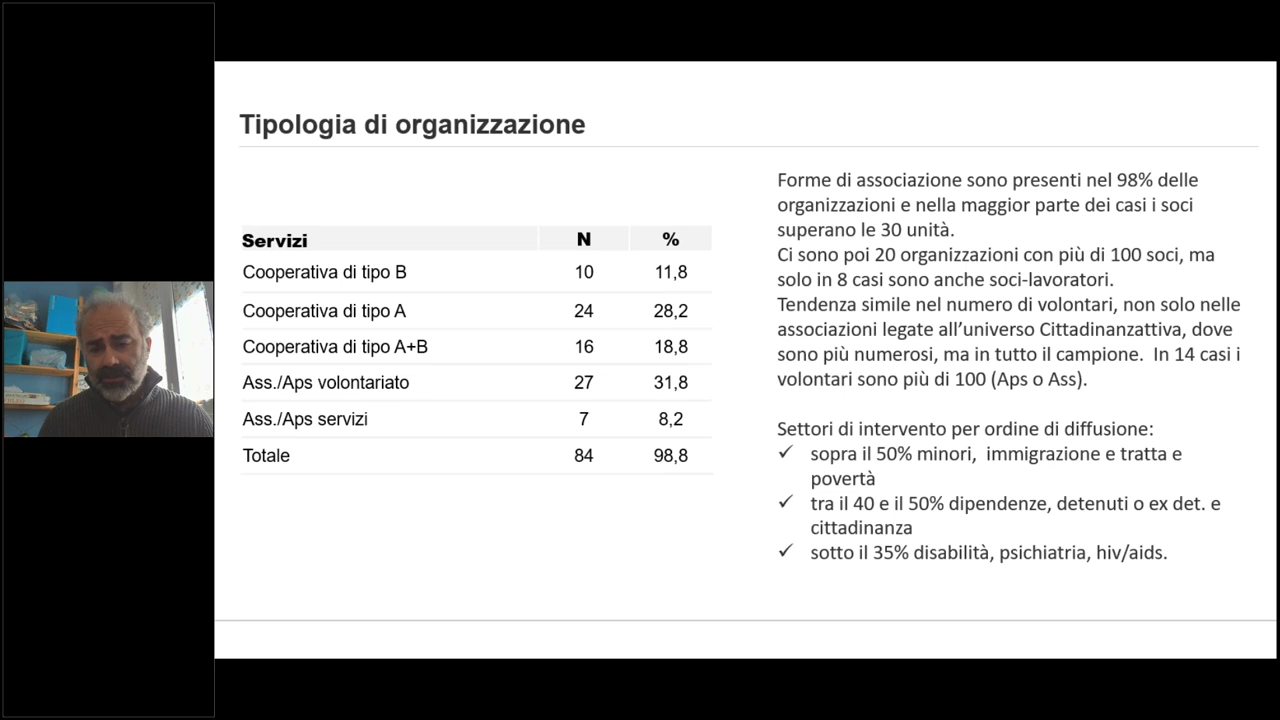 Tipologia di organizzazione
Servizi N %
Cooperativa di tipo B 10 11,8
Cooperativa di tipo A 24 28,2
Cooperativa di tipo A+B 16 18,8
Ass./Aps volontariato 27 31,8
Ass./Aps servizi 7 8,2
Totale 84 98,8
Forme di associazione sono presenti nel 98% delle
organizzazioni e nella maggior parte dei casi i soci
superano le 30 unità.
Ci sono poi 20 organizzazioni con più di 100 soci, ma
solo in 8 casi sono anche soci-lavoratori.
Tendenza simile nel numero di volontari, non solo nelle
associazioni legate all’universo Cittadinanzattiva, dove
sono più numerosi, ma in tutto il campione. In 14 casi i
volontari sono più di 100 (Aps o Ass).
Settori di intervento per ordine di diffusione:
✓ sopra il 50% minori, immigrazione e tratta e
povertà
✓ tra il 40 e il 50% dipendenze, detenuti o ex det. e
cittadinanza
✓ sotto il 35% disabilità, psichiatria, hiv/aids.